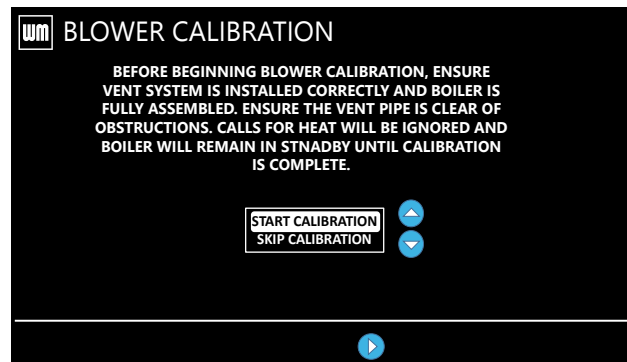 wm BLOWER CALIBRATION
BEFORE BEGINNING BLOWER CALIBRATION, ENSURE
VENT SYSTEM IS INSTALLED CORRECTLY AND BOILER IS
FULLY ASSEMBLED. ENSURE THE VENT PIPE IS CLEAR OF
OBSTRUCTIONS. CALLS FOR HEAT WILL BE IGNORED AND
BOILER WILL REMAIN IN STNADBY UNTIL CALIBRATION
IS COMPLETE.
START CALIBRATION
SKIP CALIBRATION